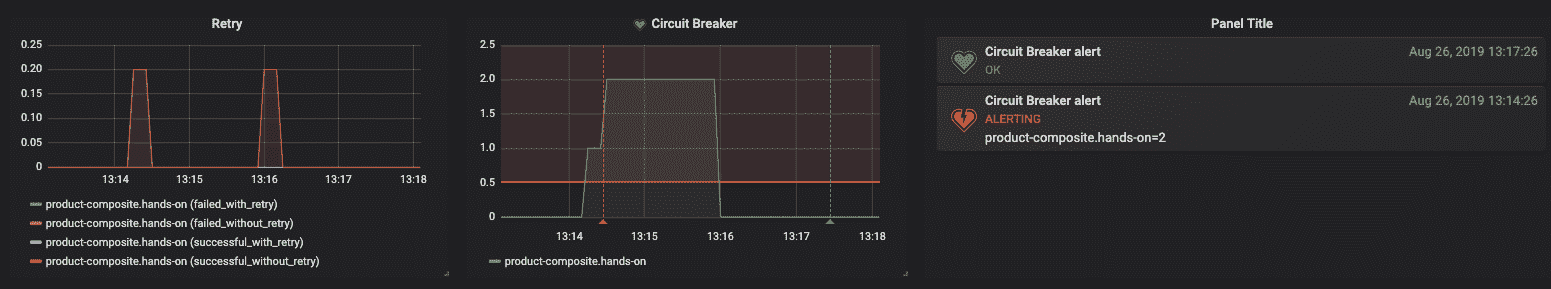 Retry
0.25
0.20
0.15
0.10
0.05
0
13:14 13:15 13:16 13:17 13:18
product-composite.hands-on (failed_with_retry)
product-composite.hands-on (failed_without_retry)
product-composite.hands-on (successful_with_retry)
product-composite.hands-on (successful_without_retry)
Circuit Breaker
2.5
2.0
1.5
1.0
0.5
0
13:14 13:15 13:16 13:17 13:18
product-composite.hands-on
Panel Title
Circuit Breaker alert Aug 26, 2019 13:17:26
OK
Circuit Breaker alert Aug 26, 2019 13:14:26
ALERTING
product-composite.hands-on=2